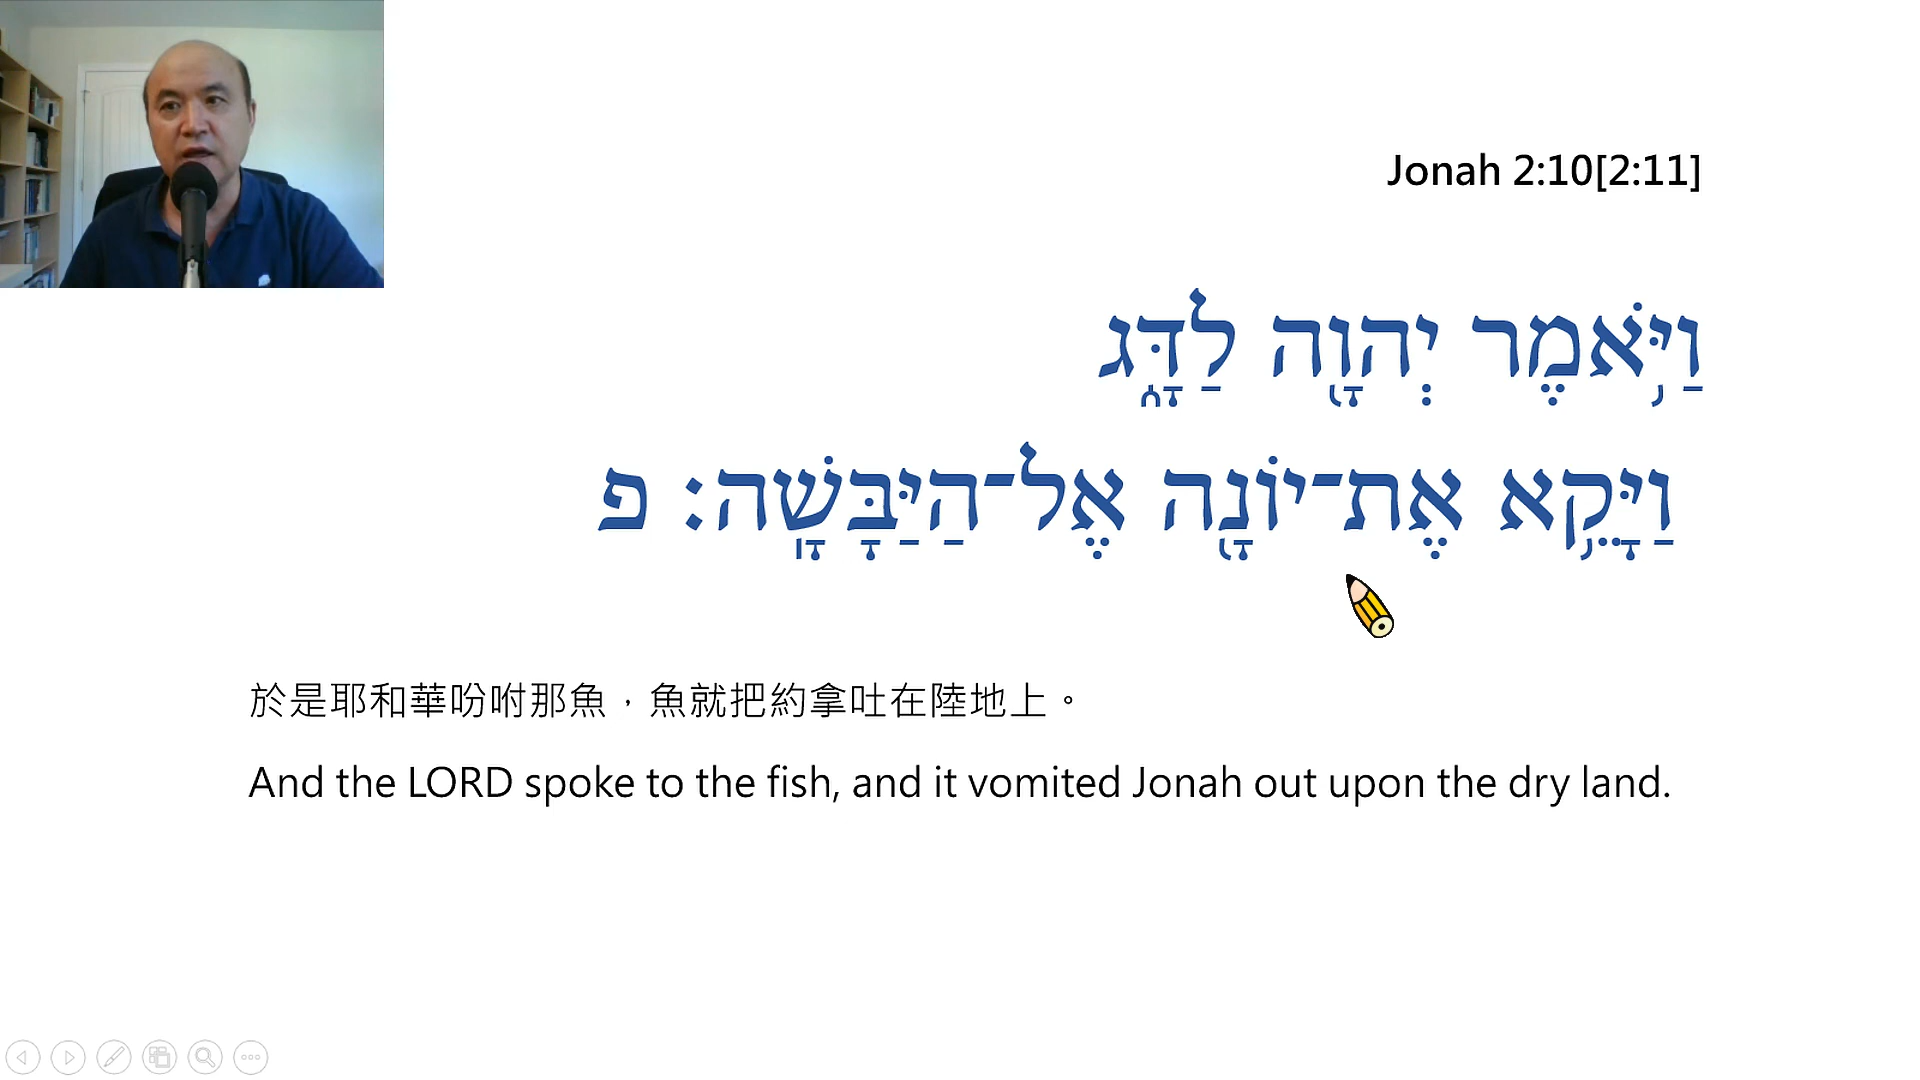 Jonah 2:10[2:11]
וַיֹּ֥אמֶר יְהוָ֖ה לַדָּ֑ג
וַיָּקֵ֥א אֶת־יוֹנָ֖ה אֶל־הַיַּבָּשָֽׁה׃ פ
於是耶和華吩咐那魚，魚就把約拿吐在陸地上。
And the LORD spoke to the fish, and it vomited Jonah out upon the dry land.